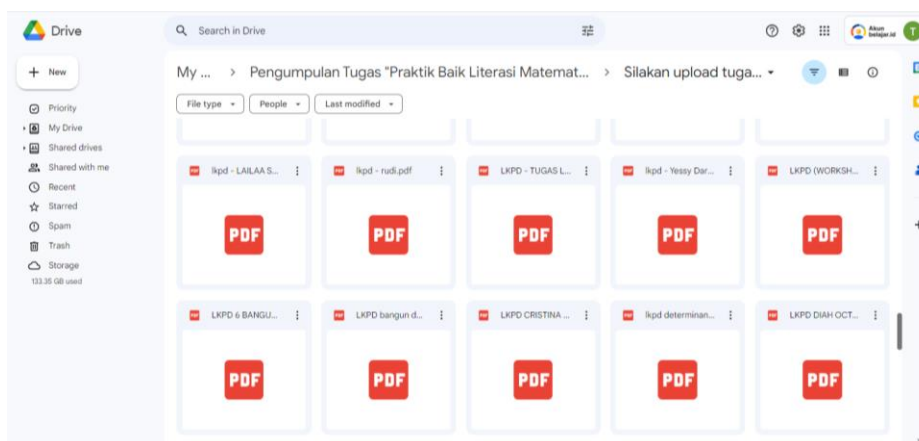 Drive
Search in Drive
Akun
belajar.id
T
New
My ... > Pengumpulan Tugas "Praktik Baik Literasi Matemat... > Silakan upload tuga...
File type
People
Last modified
Priority
My Drive
Shared drives
Shared with me
Recent
Starred
Spam
Trash
Storage
133.35 GB used
lkpd - LAILAA S...
lkpd - rudi.pdf
LKPD - TUGAS L...
lkpd - Yessy Dar...
LKPD (WORKSH...
PDF
PDF
PDF
PDF
PDF
LKPD 6 BANGU...
LKPD bangun d...
LKPD CRISTINA ...
lkpd determinan...
LKPD DIAH OCT...
PDF
PDF
PDF
PDF
PDF